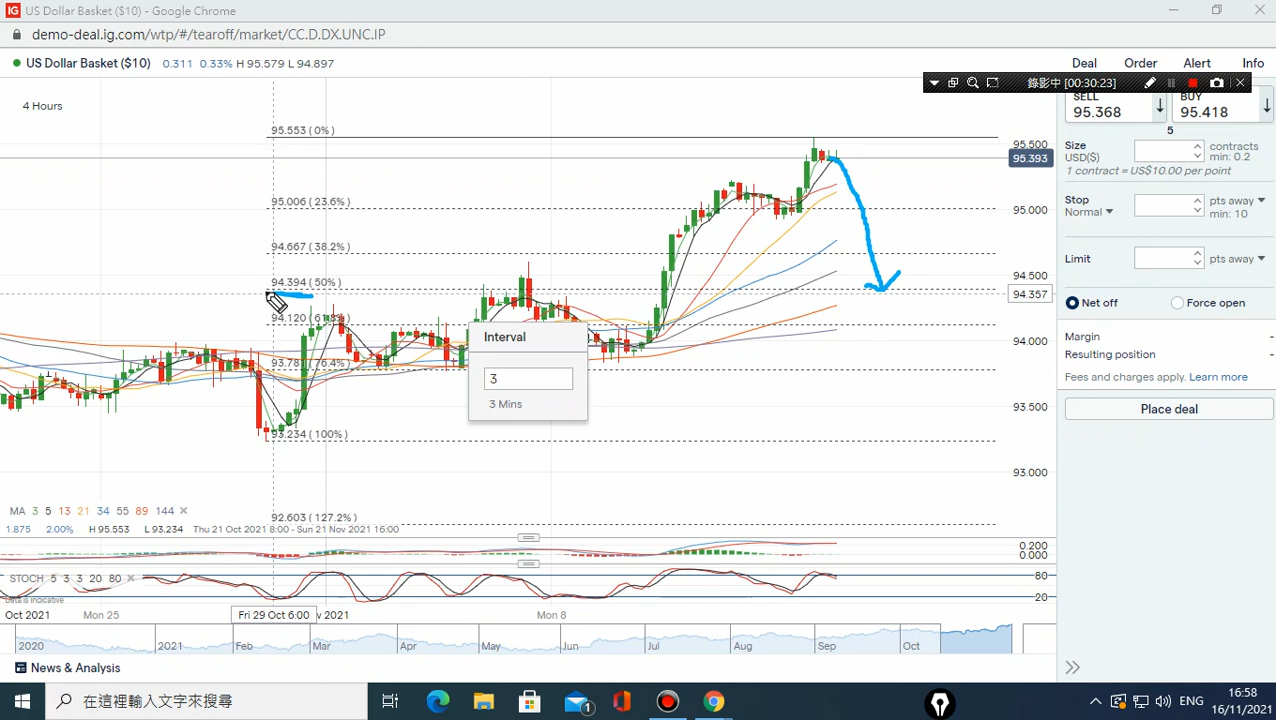 US Dollar Basket ($10) - Google Chrome
demo-deal.ig.com/wtp/#/tearoff/market/CC.D.DX.UNC.IP
US Dollar Basket ($10) 0.311 0.33% H 95.579 L 94.897
Deal Order Alert Info
錄影中 [00:30:23]
4 Hours
SELL
95.368
BUY
95.418
5
Size
USD($)
contracts
min: 0.2
1 contract = US$10.00 per point
Stop
Normal
pts away
min: 10
Limit
pts away
Net off
Force open
Margin -
Resulting position -
Fees and charges apply. Learn more
Place deal
95.553 ( 0% )
95.006 ( 23.6% )
94.667 ( 38.2% )
94.394 ( 50% )
94.120 ( 61.8% )
93.781 ( 76.4% )
93.234 ( 100% )
92.603 ( 127.2% )
95.500
95.393
95.000
94.500
94.357
94.000
93.500
93.000
Interval
3
3 Mins
MA 3 5 13 21 34 55 89 144
1.875 2.00% H 95.553 L 93.234 Thu 21 Oct 2021 8:00 - Sun 21 Nov 2021 16:00
0.200
0.000
STOCH 5 3 3 20 80
80
20
Data is indicative
Oct 2021 Mon 25 Fri 29 Oct 6:00 v 2021 Mon 8
2020 2021 Feb Mar Apr May Jun Jul Aug Sep Oct
News & Analysis
在這裡輸入文字來搜尋
1
ENG
16:58
16/11/2021